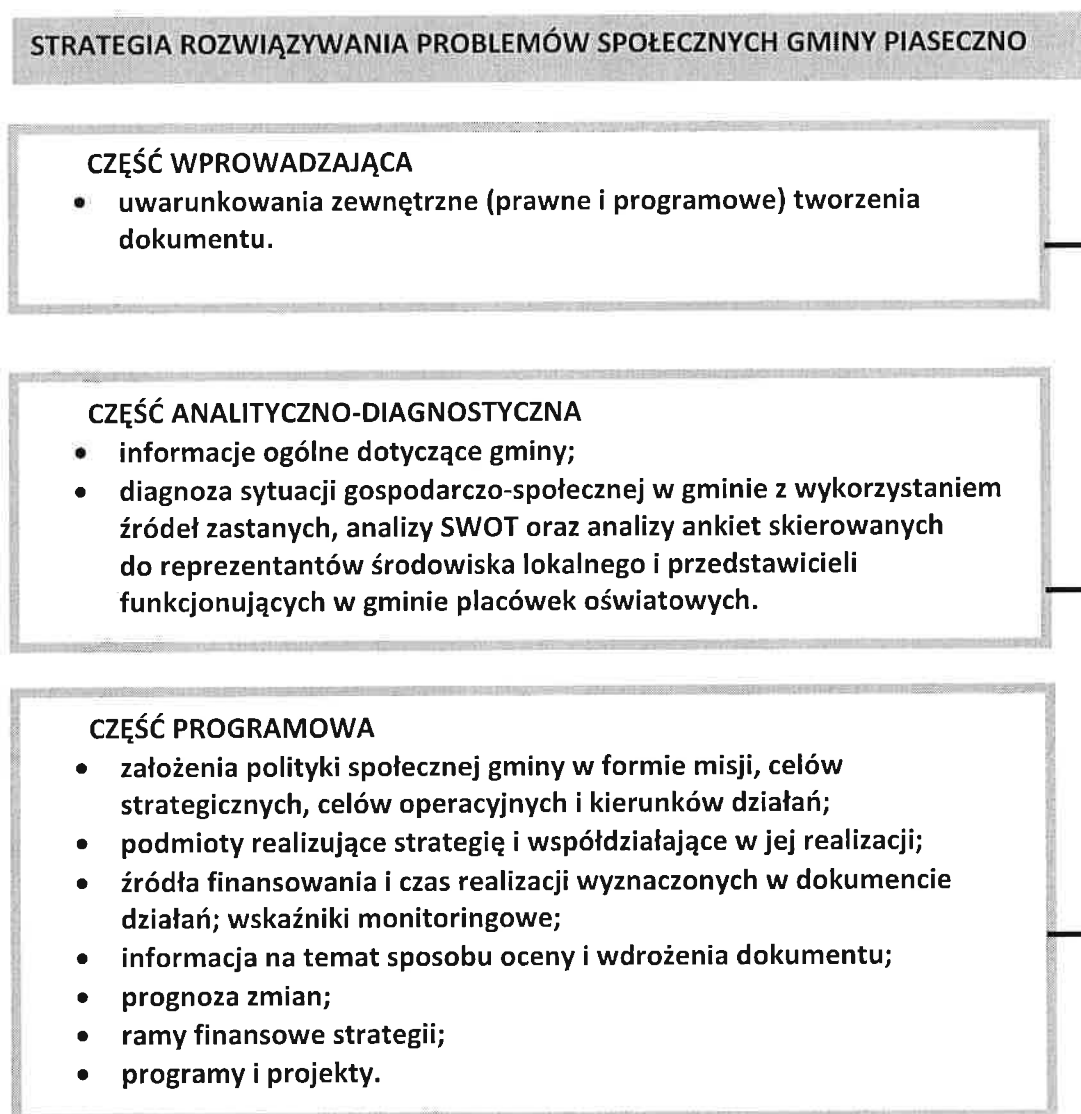 STRATEGIA ROZWIĄZYWANIA PROBLEMÓW SPOŁECZNYCH GMINY PIASECZNO
CZĘŚĆ WPROWADZAJĄCA
• uwarunkowania zewnętrzne (prawne i programowe) tworzenia
dokumentu.
CZĘŚĆ ANALITYCZNO-DIAGNOSTYCZNA
• informacje ogólne dotyczące gminy;
• diagnoza sytuacji gospodarczo-społecznej w gminie z wykorzystaniem
źródeł zastanych, analizy SWOT oraz analizy ankiet skierowanych
do reprezentantów środowiska lokalnego i przedstawicieli
funkcjonujących w gminie placówek oświatowych.
CZĘŚĆ PROGRAMOWA
• założenia polityki społecznej gminy w formie misji, celów
strategicznych, celów operacyjnych i kierunków działań;
• podmioty realizujące strategię i współdziałające w jej realizacji;
• źródła finansowania i czas realizacji wyznaczonych w dokumencie
działań; wskaźniki monitoringowe;
• informacja na temat sposobu oceny i wdrożenia dokumentu;
• prognoza zmian;
• ramy finansowe strategii;
• programy i projekty.